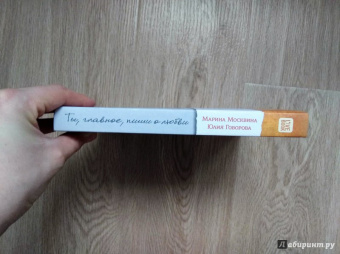 Ты, главное, пиши о любви
Марина Москвина
Юлия Говорова
Лабиринт.ру